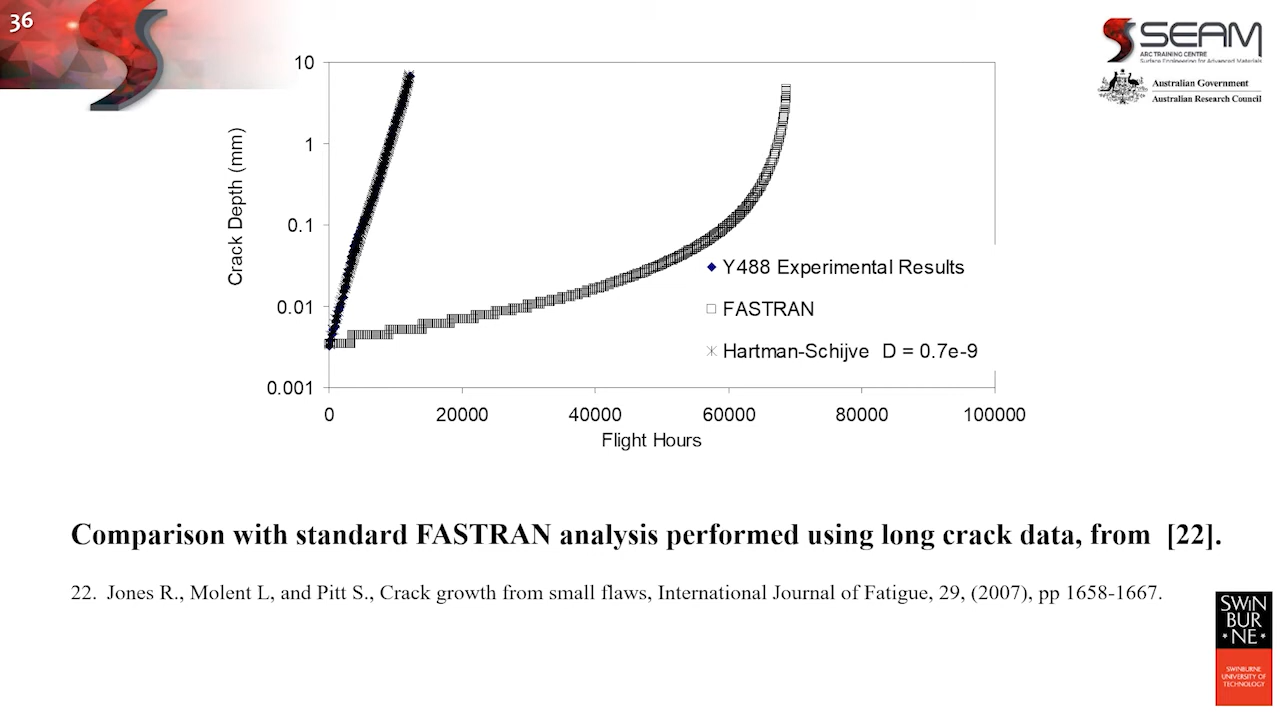 36
SEAM
ARC TRAINING CENTRE
Surface Engineering for Advanced Materials
Australian Government
Australian Research Council
10
1
0.1
0.01
0.001
Crack Depth (mm)
Y488 Experimental Results
FASTRAN
Hartman-Schijve D = 0.7e-9
0 20000 40000 60000 80000 100000
Flight Hours
Comparison with standard FASTRAN analysis performed using long crack data, from [22].
22. Jones R., Molent L, and Pitt S., Crack growth from small flaws, International Journal of Fatigue, 29, (2007), pp 1658-1667.
SWIN
BUR
* NE *
SWINBURNE
UNIVERSITY OF
TECHNOLOGY